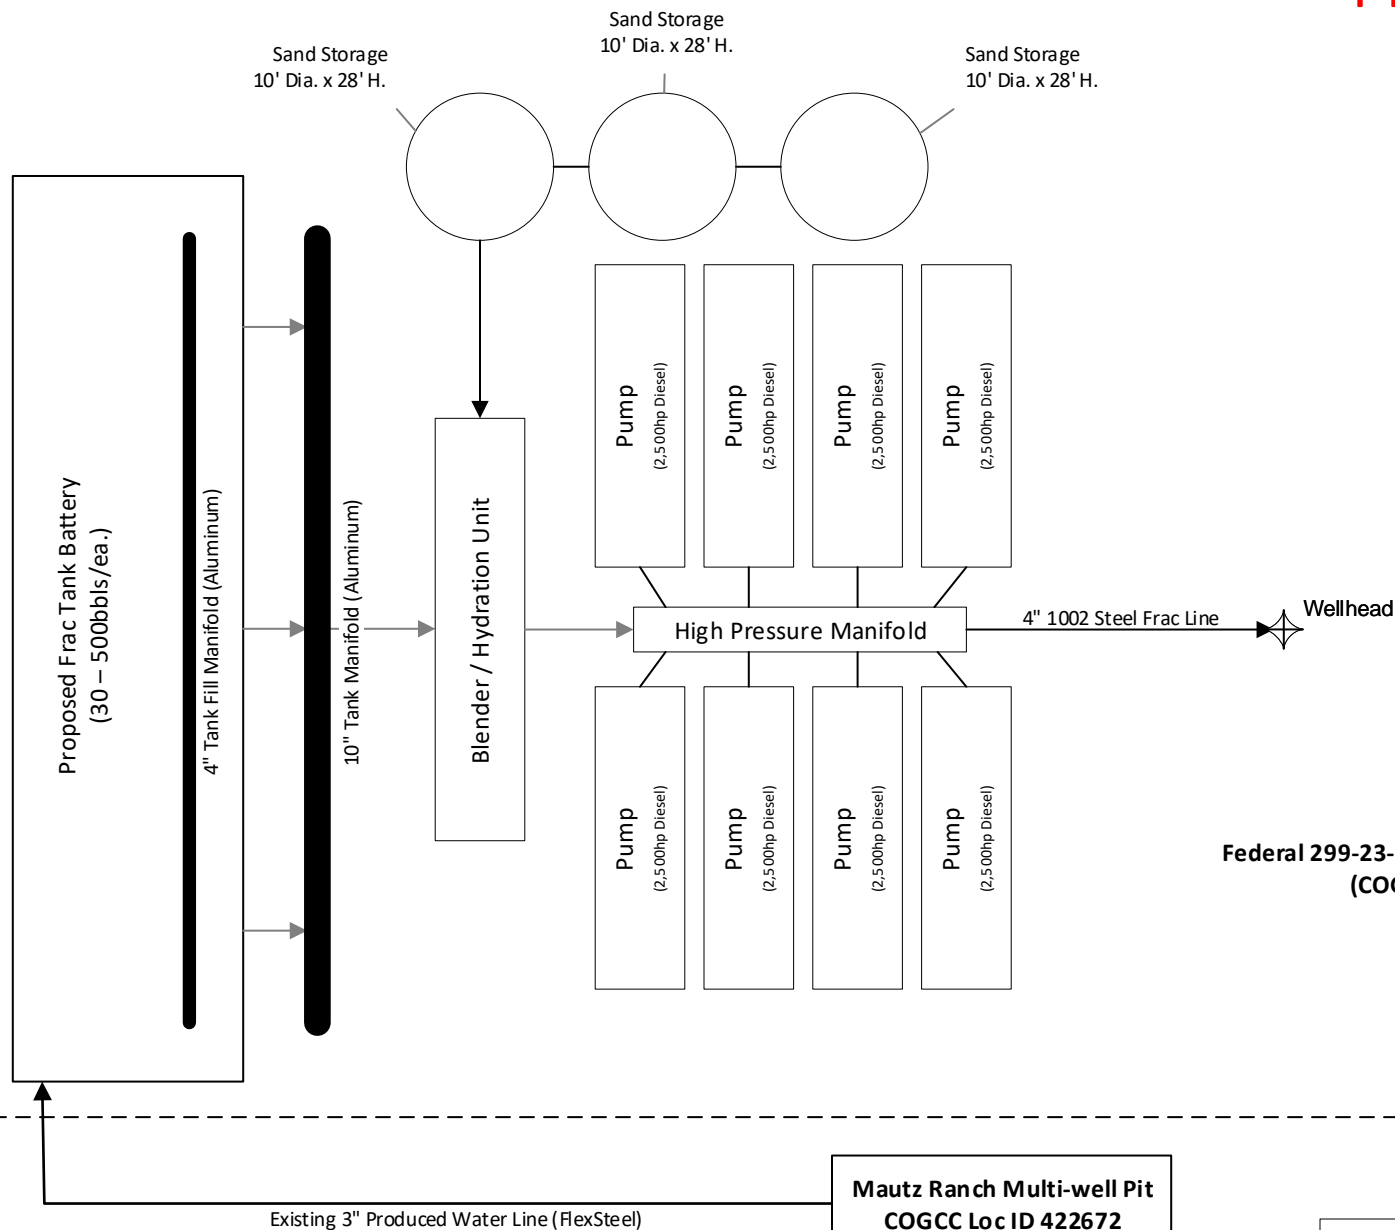 Sand Storage
10' Dia. x 28' H.
Sand Storage
10' Dia. x 28' H.
Sand Storage
10' Dia. x 28' H.
Proposed Frac Tank Battery
(30 – 500bbls/ea.)
4" Tank Fill Manifold (Aluminum)
10" Tank Manifold (Aluminum)
Blender / Hydration Unit
Pump
(2,500hp Diesel)
Pump
(2,500hp Diesel)
Pump
(2,500hp Diesel)
Pump
(2,500hp Diesel)
High Pressure Manifold
4" 1002 Steel Frac Line
Wellhead
Pump
(2,500hp Diesel)
Pump
(2,500hp Diesel)
Pump
(2,500hp Diesel)
Pump
(2,500hp Diesel)
Federal 299-23-
Mautz Ranch Multi-well Pit
COGCC Loc ID 422672
Existing 3" Produced Water Line (FlexSteel)